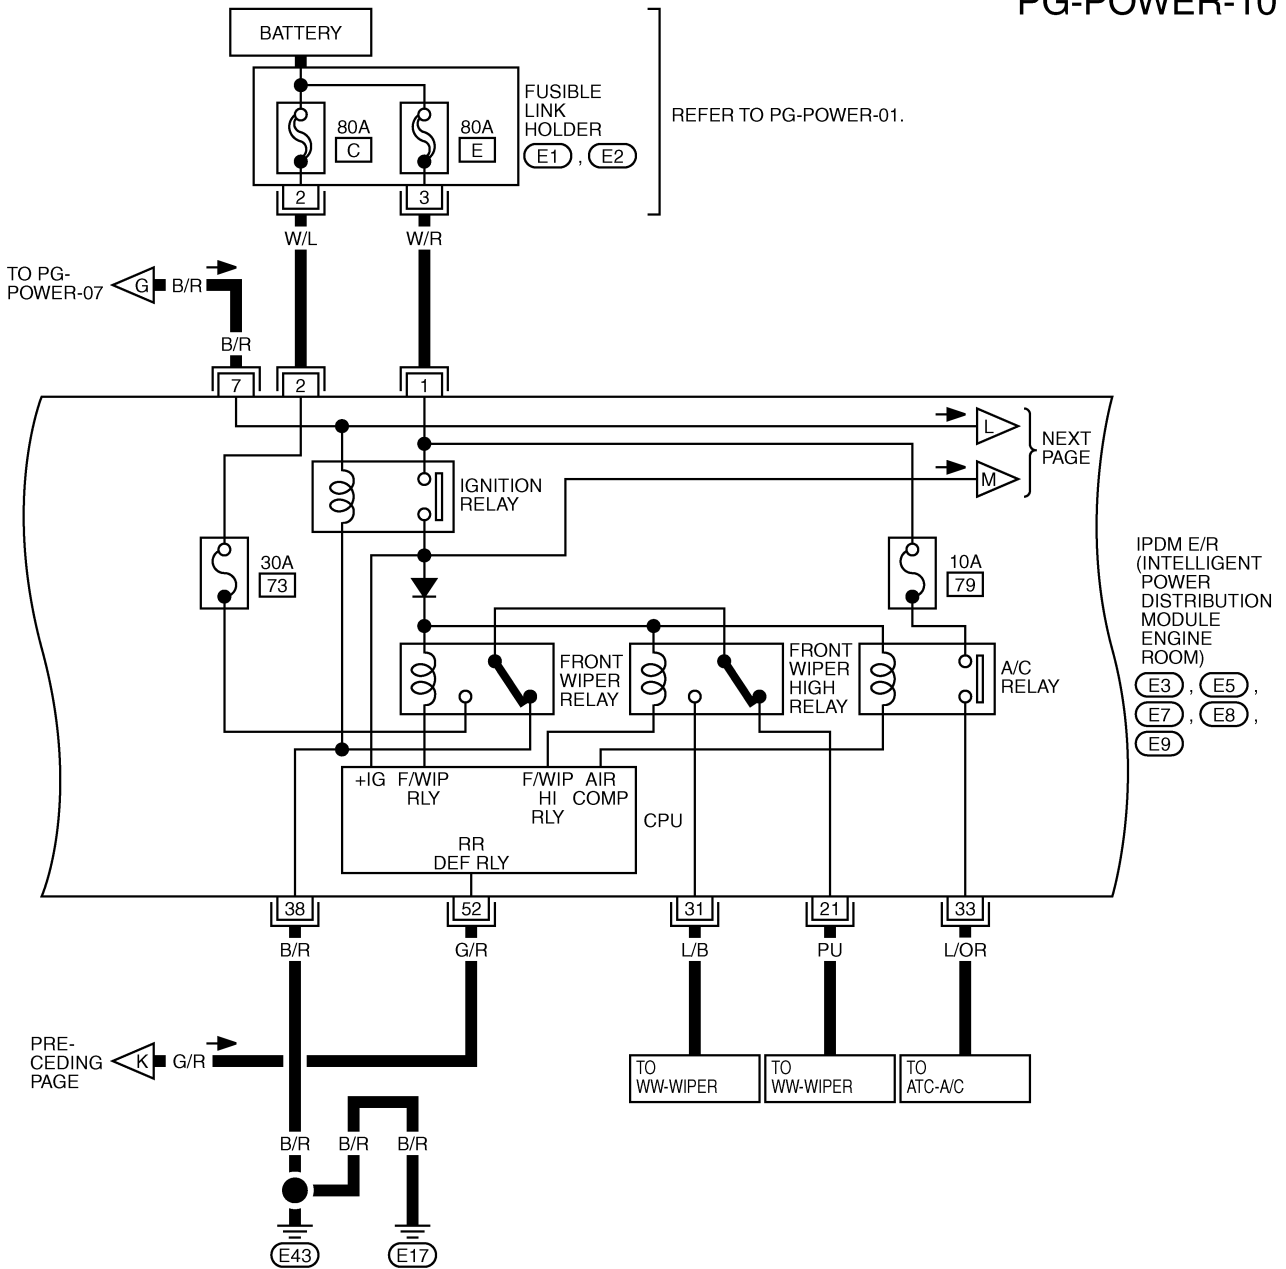 PG-POWER-10
BATTERY
FUSIBLE
LINK
HOLDER
E1 , E2
REFER TO PG-POWER-01.
80A
C
80A
E
2
3
W/L
W/R
TO PG-
POWER-07
G
B/R
B/R
7
2
1
L
M
NEXT
PAGE
IGNITION
RELAY
30A
73
10A
79
IPDM E/R
(INTELLIGENT
POWER
DISTRIBUTION
MODULE
ENGINE
ROOM)
E3 , E5 ,
E7 , E8 ,
E9
FRONT
WIPER
RELAY
FRONT
WIPER
HIGH
RELAY
A/C
RELAY
+IG
F/WIP
RLY
F/WIP
HI
RLY
AIR
COMP
CPU
RR
DEF RLY
38
52
31
21
33
B/R
G/R
L/B
PU
L/OR
PRE-
CEDING
PAGE
K
G/R
TO
WW-WIPER
TO
WW-WIPER
TO
ATC-A/C
B/R
B/R
B/R
E43
E17